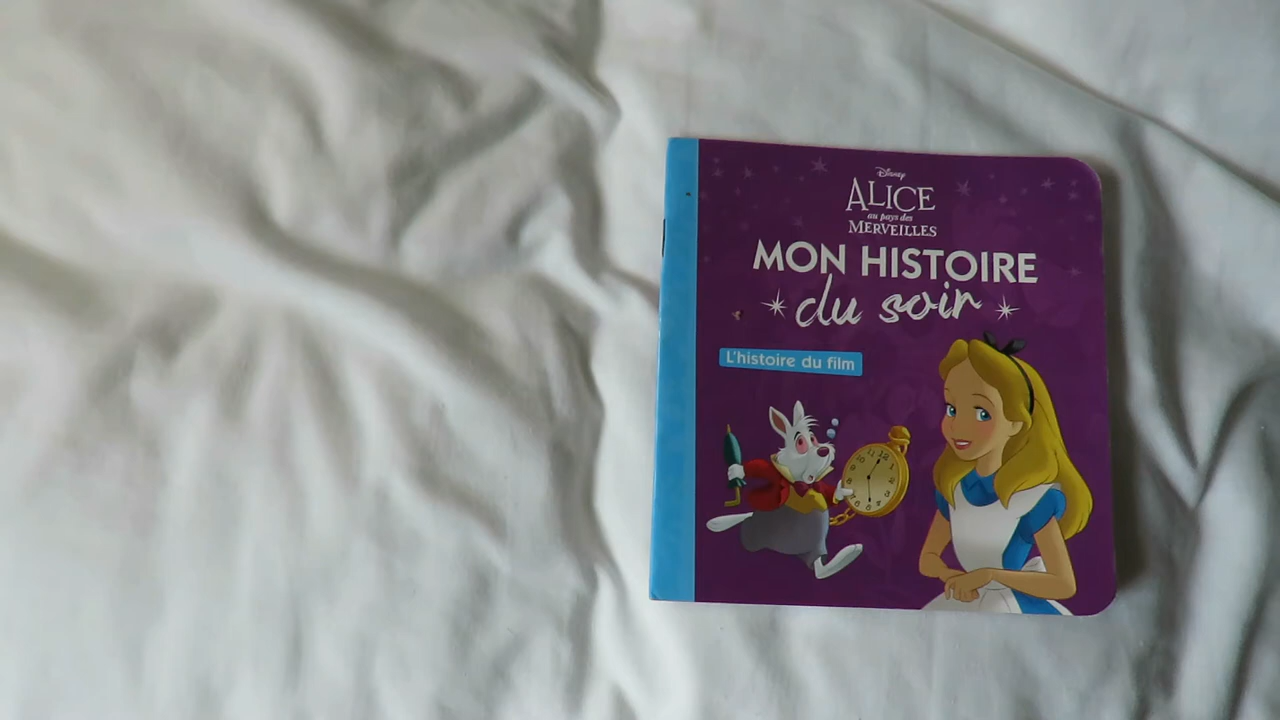 Disney
ALICE
au pays des
MERVEILLES
MON HISTOIRE
du soir
L'histoire du film